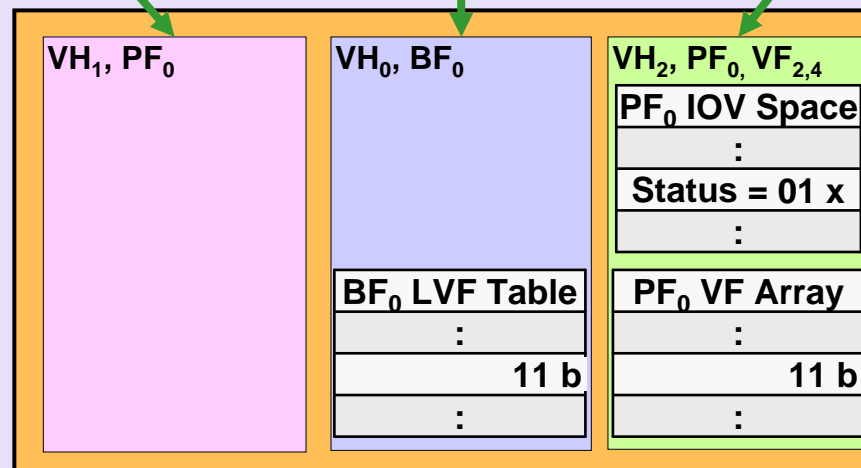 VH1, PF0
VH0, BF0
BF0 LVF Table
:
11 b
:
VH2, PF0, VF2,4
PF0 IOV Space
:
Status = 01 x
:
PF0 VF Array
:
11 b
: